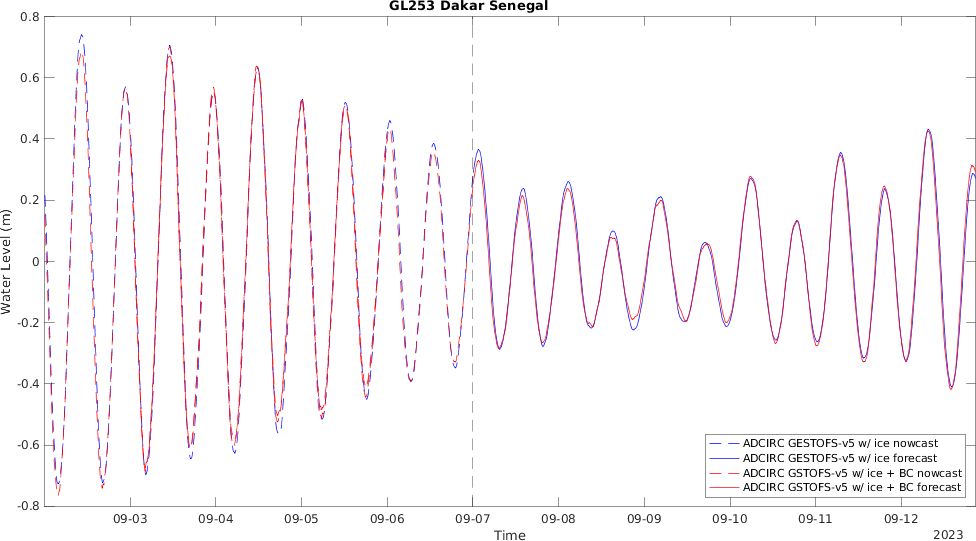 GL253 Dakar Senegal
0.8
0.6
0.4
0.2
0
-0.2
-0.4
-0.6
-0.8
Water Level (m)
09-03
09-04
09-05
09-06
09-07
09-08
09-09
09-10
09-11
09-12
Time
2023
ADCIRC GESTOFS-v5 w/ ice nowcast
ADCIRC GESTOFS-v5 w/ ice forecast
ADCIRC GSTOFS-v5 w/ ice + BC nowcast
ADCIRC GSTOFS-v5 w/ ice + BC forecast